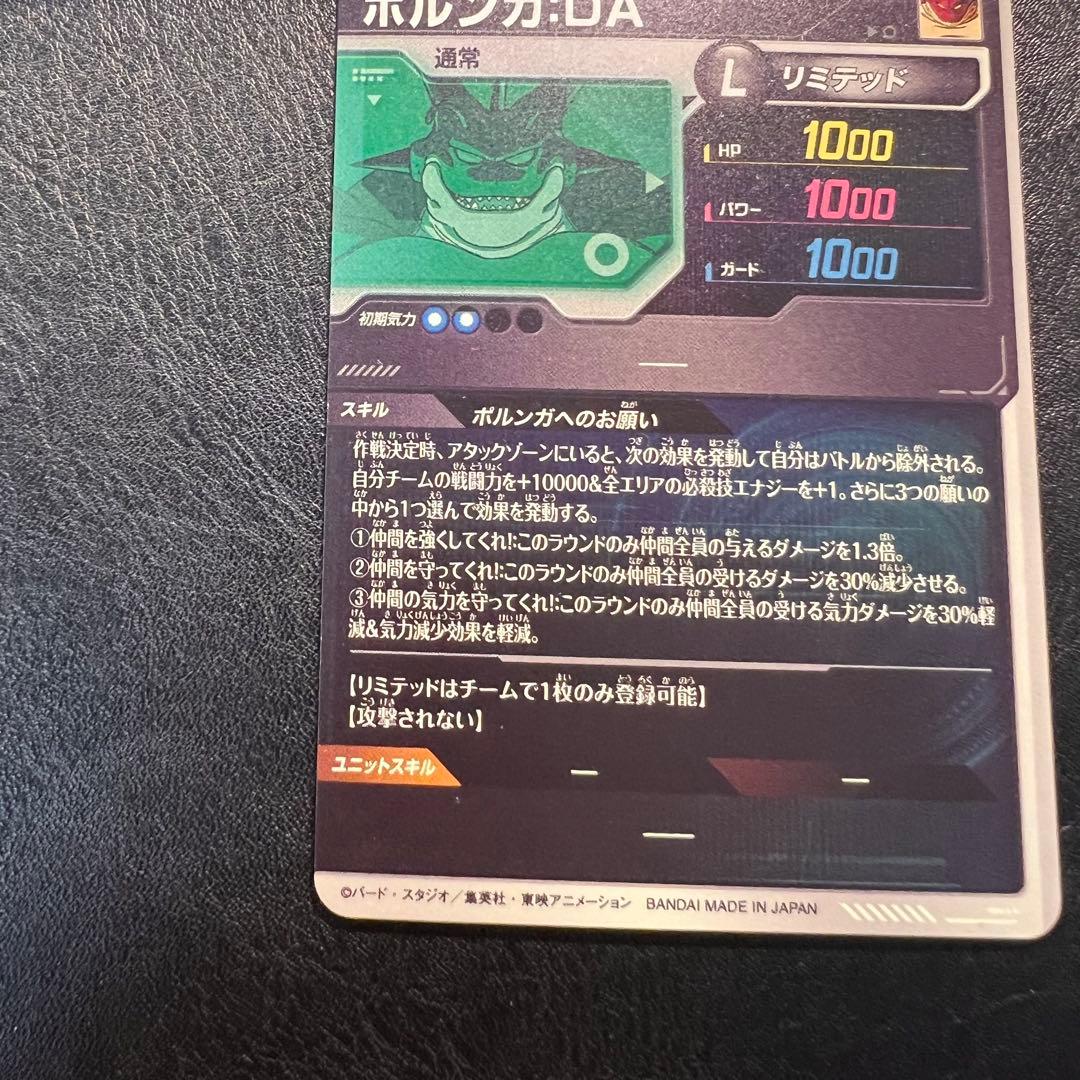 ポルンガ:DA
通常
L リミテッド
HP 1000
パワー 1000
ガード 1000
初期気力
スキル ポルンガへのお願い
作戦決定時、アタックゾーンにいると、次の効果を発動して自分はバトルから除外される。
自分チームの戦闘力を+10000&全エリアの必殺技エナジーを+1。さらに3つの願いの
中から1つ選んで効果を発動する。
①仲間を強くしてくれ!:このラウンドのみ仲間全員の与えるダメージを1.3倍。
②仲間を守ってくれ!:このラウンドのみ仲間全員の受けるダメージを30%減少させる。
③仲間の気力を守ってくれ!:このラウンドのみ仲間全員の受ける気力ダメージを30%軽
減&気力減少効果を軽減。
【リミテッドはチームで1枚のみ登録可能】
【攻撃されない】
ユニットスキル
©バード・スタジオ/集英社・東映アニメーション BANDAI MADE IN JAPAN